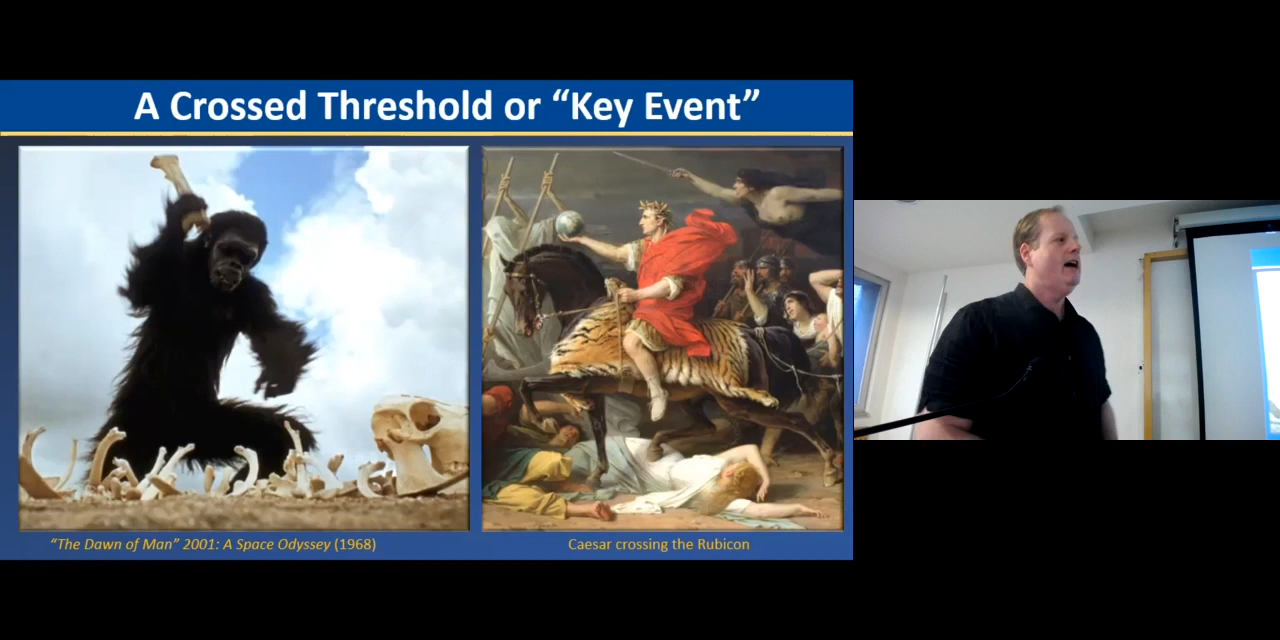 A Crossed Threshold or “Key Event”
“The Dawn of Man” 2001: A Space Odyssey (1968)
Caesar crossing the Rubicon